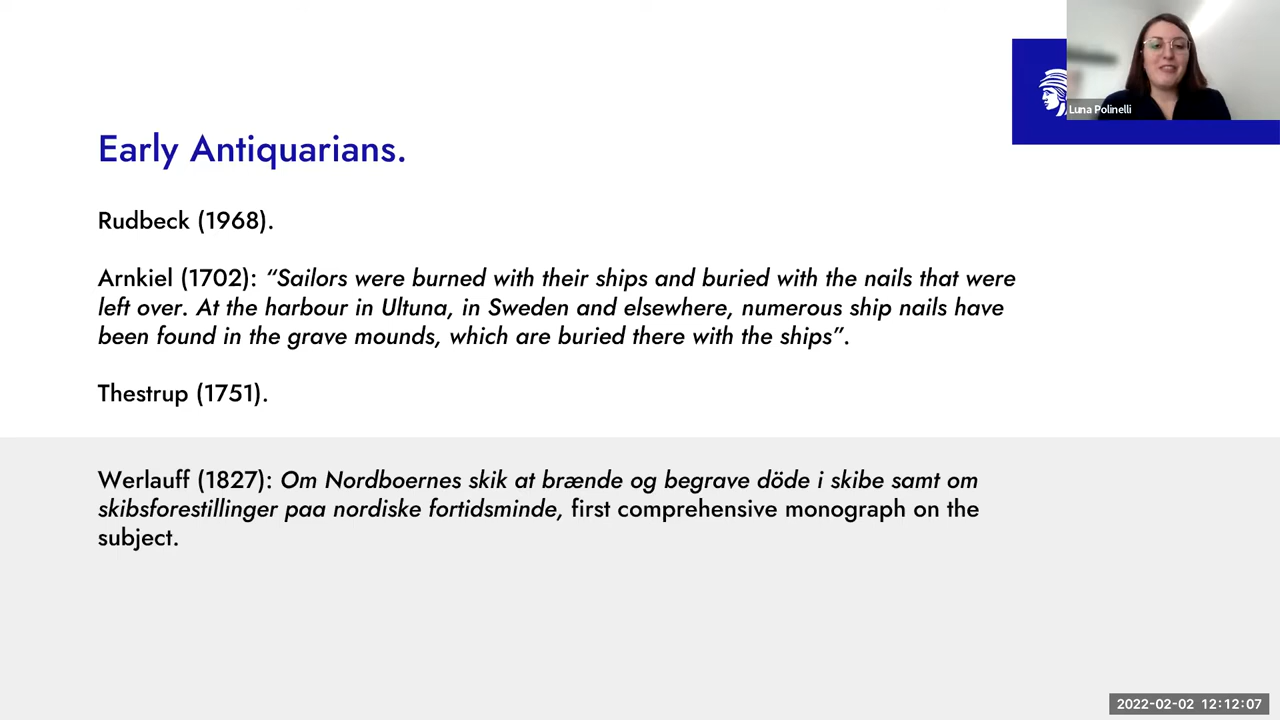 Luna Polinelli
Early Antiquarians.
Rudbeck (1968).
Arnkiel (1702): “Sailors were burned with their ships and buried with the nails that were
left over. At the harbour in Ultuna, in Sweden and elsewhere, numerous ship nails have
been found in the grave mounds, which are buried there with the ships”.
Thestrup (1751).
Werlauff (1827): Om Nordboernes skik at brænde og begrave döde i skibe samt om
skibsforestillinger paa nordiske fortidsminde, first comprehensive monograph on the
subject.
2022-02-02 12:12:07